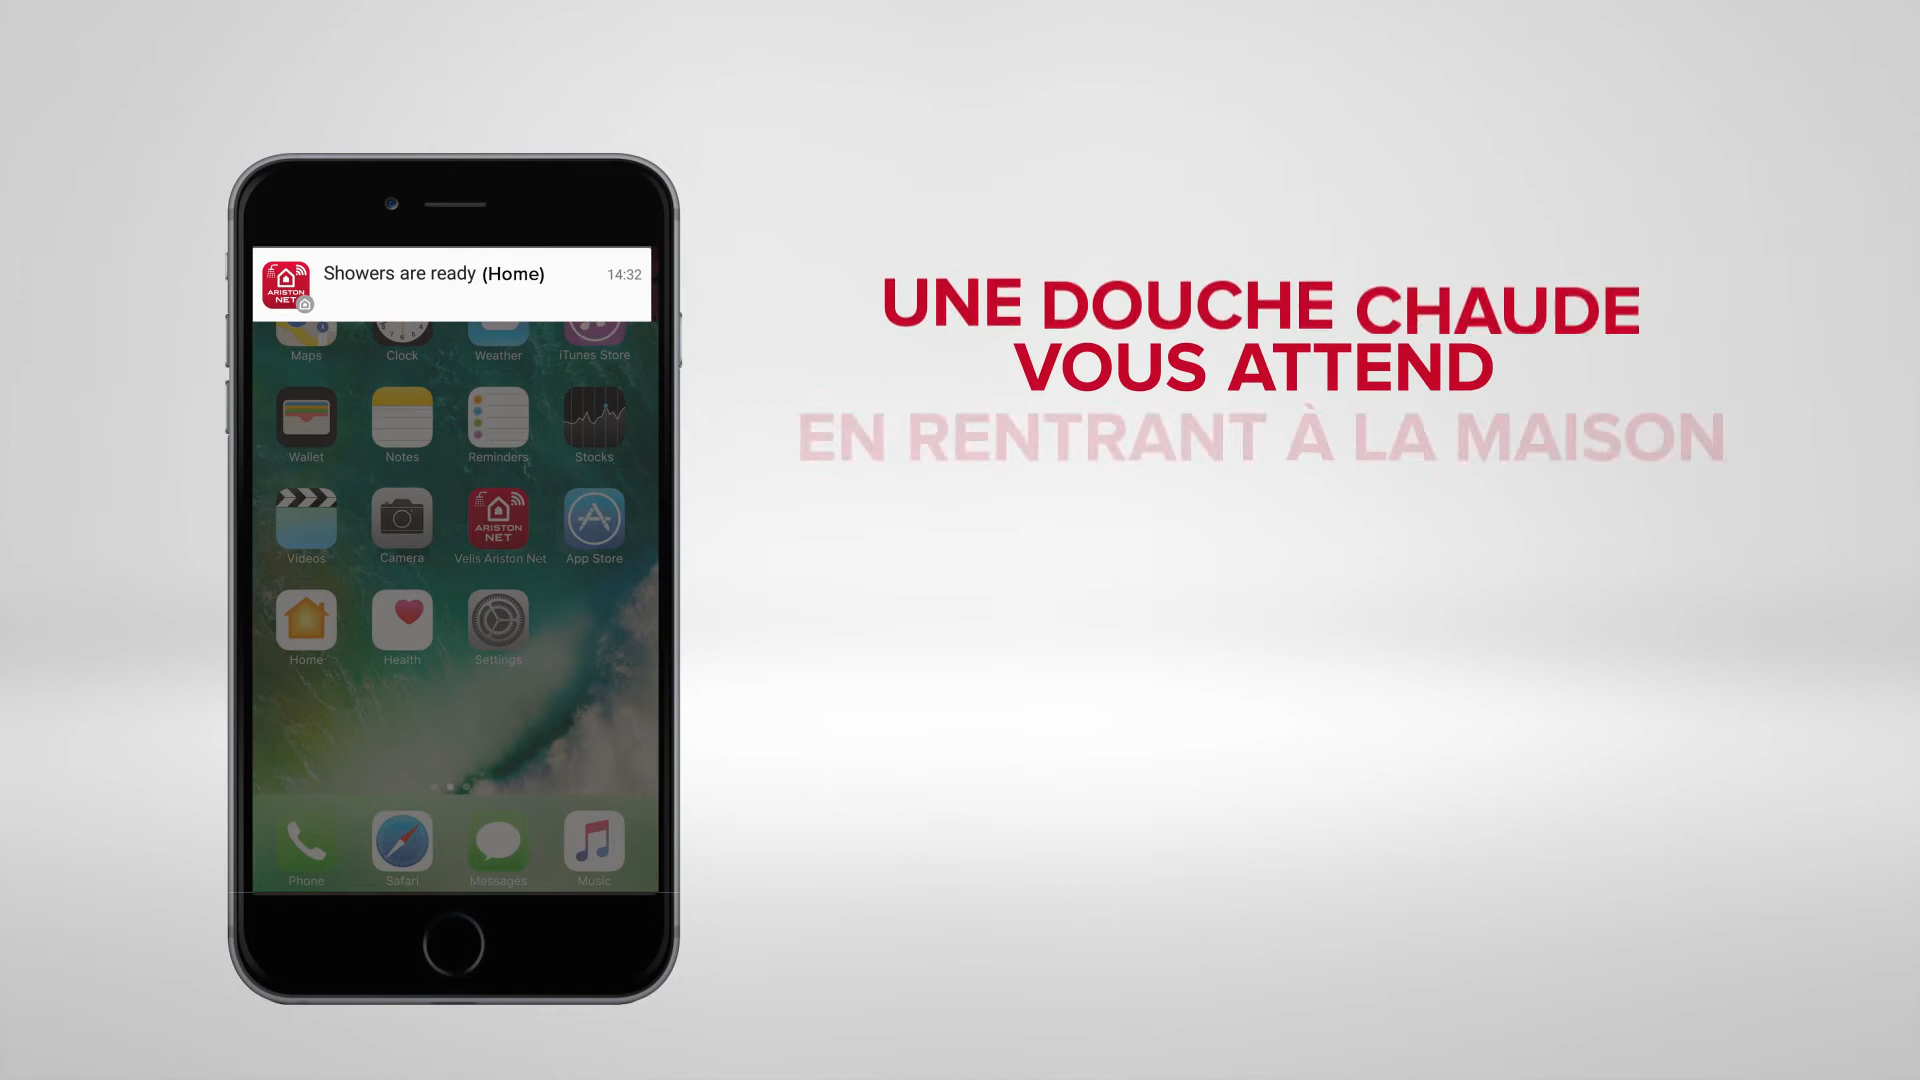 Showers are ready (Home) 14:32
ARISTON
NET
Maps Clock Weather iTunes Store
Wallet Notes Reminders Stocks
ARISTON
NET
Videos Camera Velis Ariston Net App Store
Home Health Settings
Phone Safari Messages Music
UNE DOUCHE CHAUDE
VOUS ATTEND
EN RENTRANT À LA MAISON